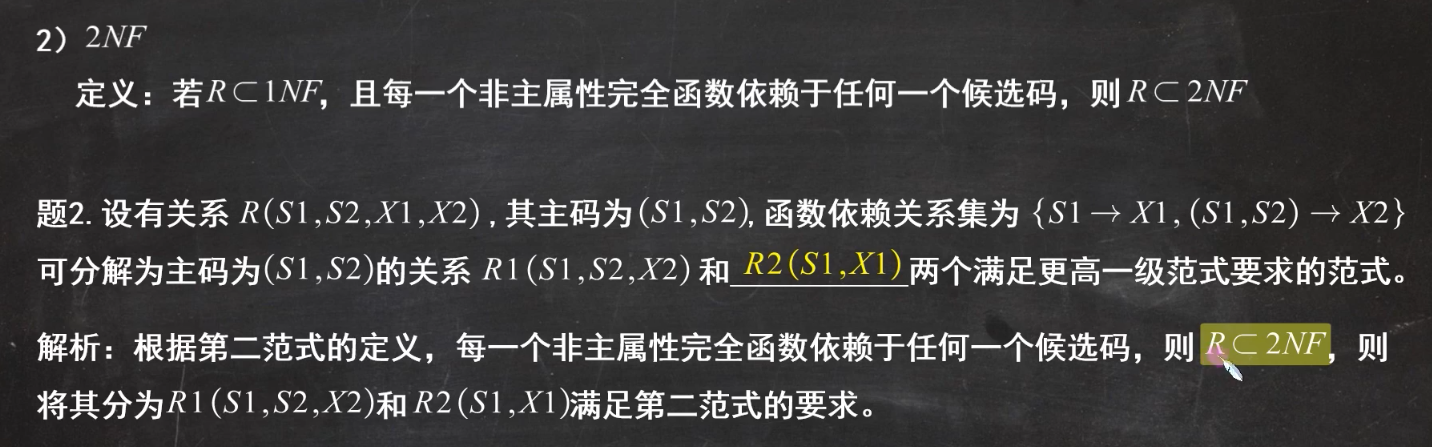 2）2NF
定义：若R⊂1NF，且每一个非主属性完全函数依赖于任何一个候选码，则R⊂2NF
题2. 设有关系 R(S1,S2,X1,X2)，其主码为(S1,S2)，函数依赖关系集为 {S1→X1,(S1,S2)→X2}
可分解为主码为(S1,S2)的关系 R1(S1,S2,X2)和 R2(S1,X1)两个满足更高一级范式要求的范式。
解析：根据第二范式的定义，每一个非主属性完全函数依赖于任何一个候选码，则 R⊂2NF，则
将其分为R1(S1,S2,X2)和R2(S1,X1)满足第二范式的要求。